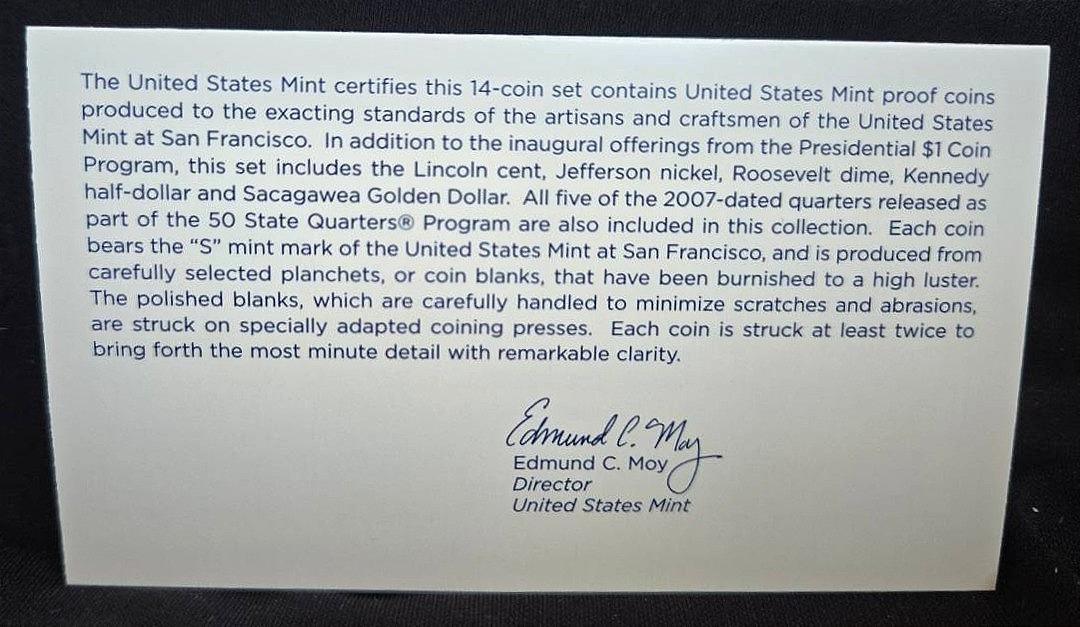 The United States Mint certifies this 14-coin set contains United States Mint proof coins
produced to the exacting standards of the artisans and craftsmen of the United States
Mint at San Francisco. In addition to the inaugural offerings from the Presidential $1 Coin
Program, this set includes the Lincoln cent, Jefferson nickel, Roosevelt dime, Kennedy
half-dollar and Sacagawea Golden Dollar. All five of the 2007-dated quarters released as
part of the 50 State Quarters® Program are also included in this collection. Each coin
bears the “S” mint mark of the United States Mint at San Francisco, and is produced from
carefully selected planchets, or coin blanks, that have been burnished to a high luster.
The polished blanks, which are carefully handled to minimize scratches and abrasions,
are struck on specially adapted coining presses. Each coin is struck at least twice to
bring forth the most minute detail with remarkable clarity.
Edmund C. Moy
Edmund C. Moy
Director
United States Mint